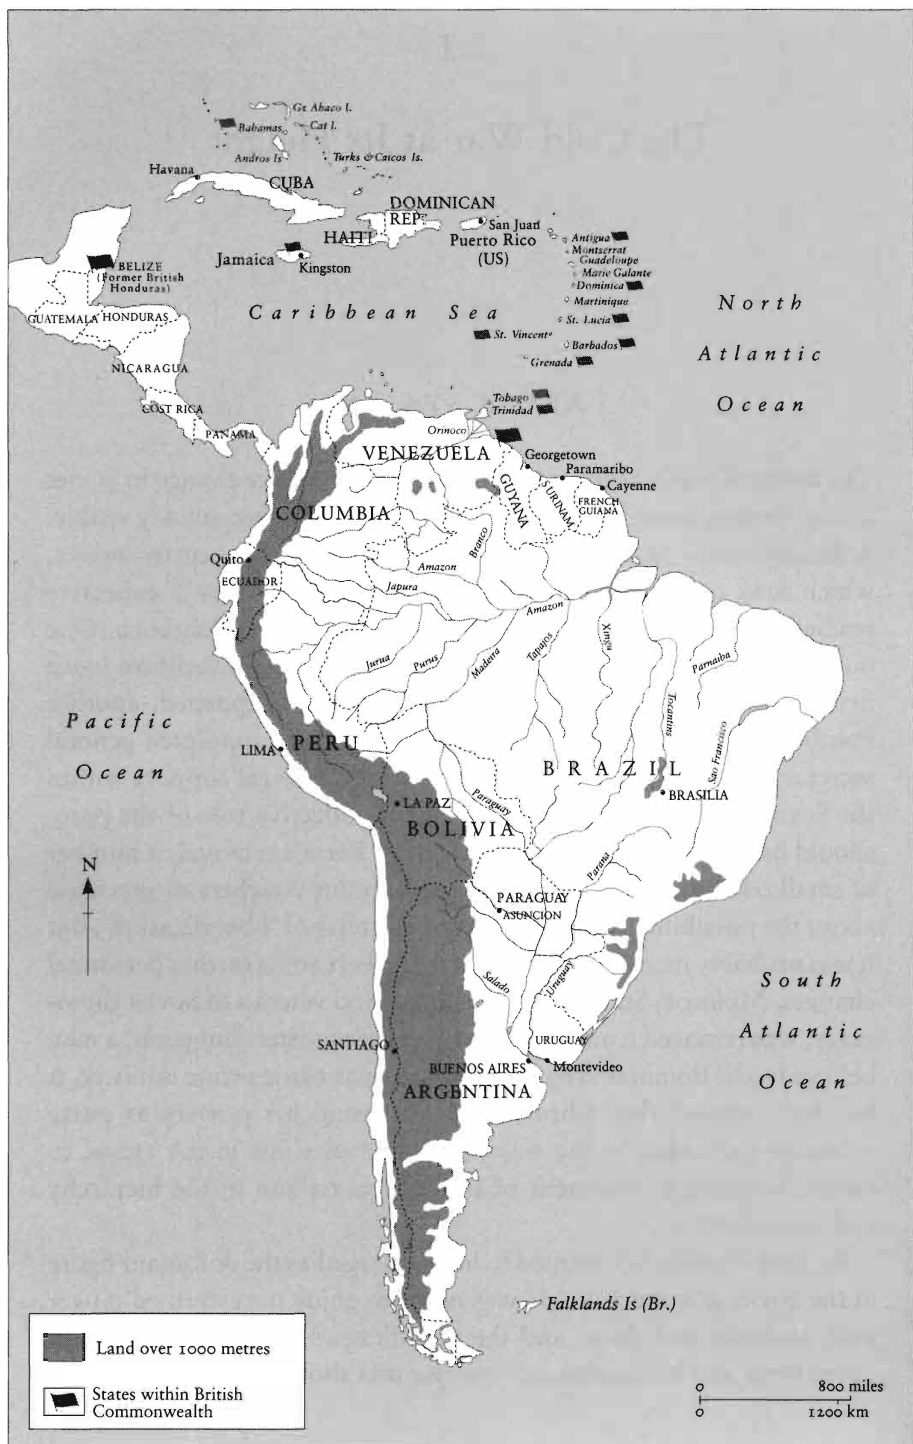 Gt Abaco I.
Bahamas
Cat I.
Andros Is
Turks & Caicos Is.
Havana
CUBA
DOMINICAN
REP.
HAITI
San Juan
Puerto Rico
(US)
Jamaica
Kingston
Antigua
Montserrat
Guadeloupe
Marie Galante
Dominica
Martinique
St. Lucia
St. Vincent
Barbados
Grenada
Tobago
Trinidad
BELIZE
(Former British
Honduras)
GUATEMALA
HONDURAS
NICARAGUA
COST RICA
PANAMA
Caribbean Sea
North
Atlantic
Ocean
Orinoco
VENEZUELA
Georgetown
Paramaribo
Cayenne
GUYANA
SURINAM
FRENCH
GUIANA
COLUMBIA
Branco
Quito
ECUADOR
Amazon
Japura
Amazon
Jurua
Purus
Madeira
Tapajos
Xingu
Tocantins
Parnaiba
Sao Francisco
Pacific
Ocean
LIMA
PERU
BRAZIL
BRASILIA
LA PAZ
BOLIVIA
Paraguay
Parana
N
PARAGUAY
ASUNCION
Salado
Uruguay
South
Atlantic
Ocean
SANTIAGO
URUGUAY
BUENOS AIRES
Montevideo
ARGENTINA
Falklands Is (Br.)
Land over 1000 metres
States within British
Commonwealth
0 800 miles
0 1200 km